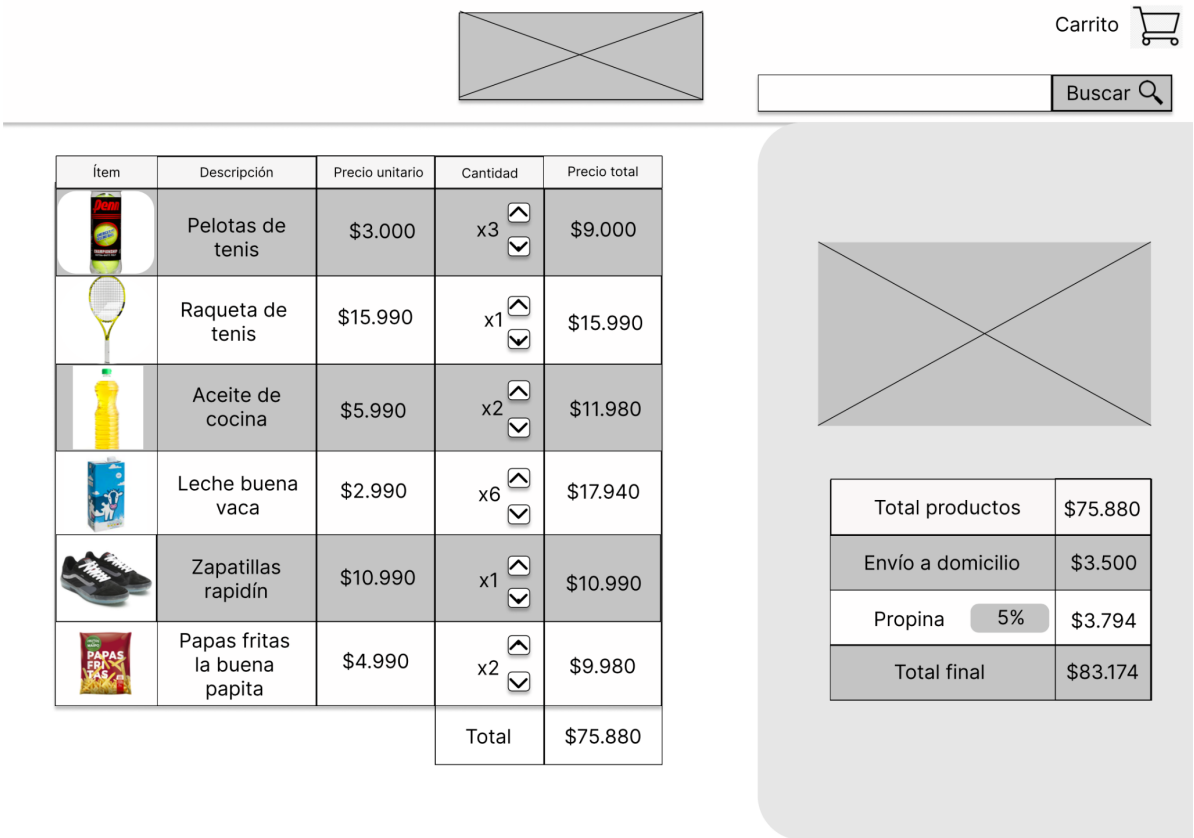 Carrito
Buscar
Ítem Descripción Precio unitario Cantidad Precio total
Penn
Pelotas de
tenis
$3.000
x3
$9.000
Raqueta de
tenis
$15.990
x1
$15.990
Aceite de
cocina
$5.990
x2
$11.980
Leche buena
vaca
$2.990
x6
$17.940
Zapatillas
rapidín
$10.990
x1
$10.990
PAPAS
FRI
TAS
Papas fritas
la buena
papita
$4.990
x2
$9.980
Total $75.880
Total productos $75.880
Envío a domicilio $3.500
Propina 5% $3.794
Total final $83.174